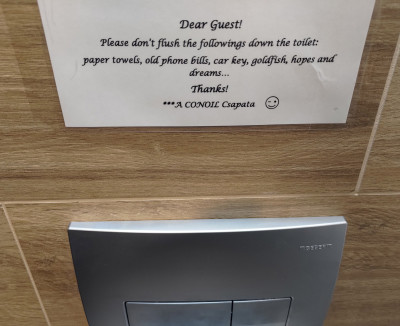 Dear Guest!
Please don't flush the followings down the toilet:
paper towels, old phone bills, car key, goldfish, hopes and
dreams...
Thanks!
***A CONOIL Csapata